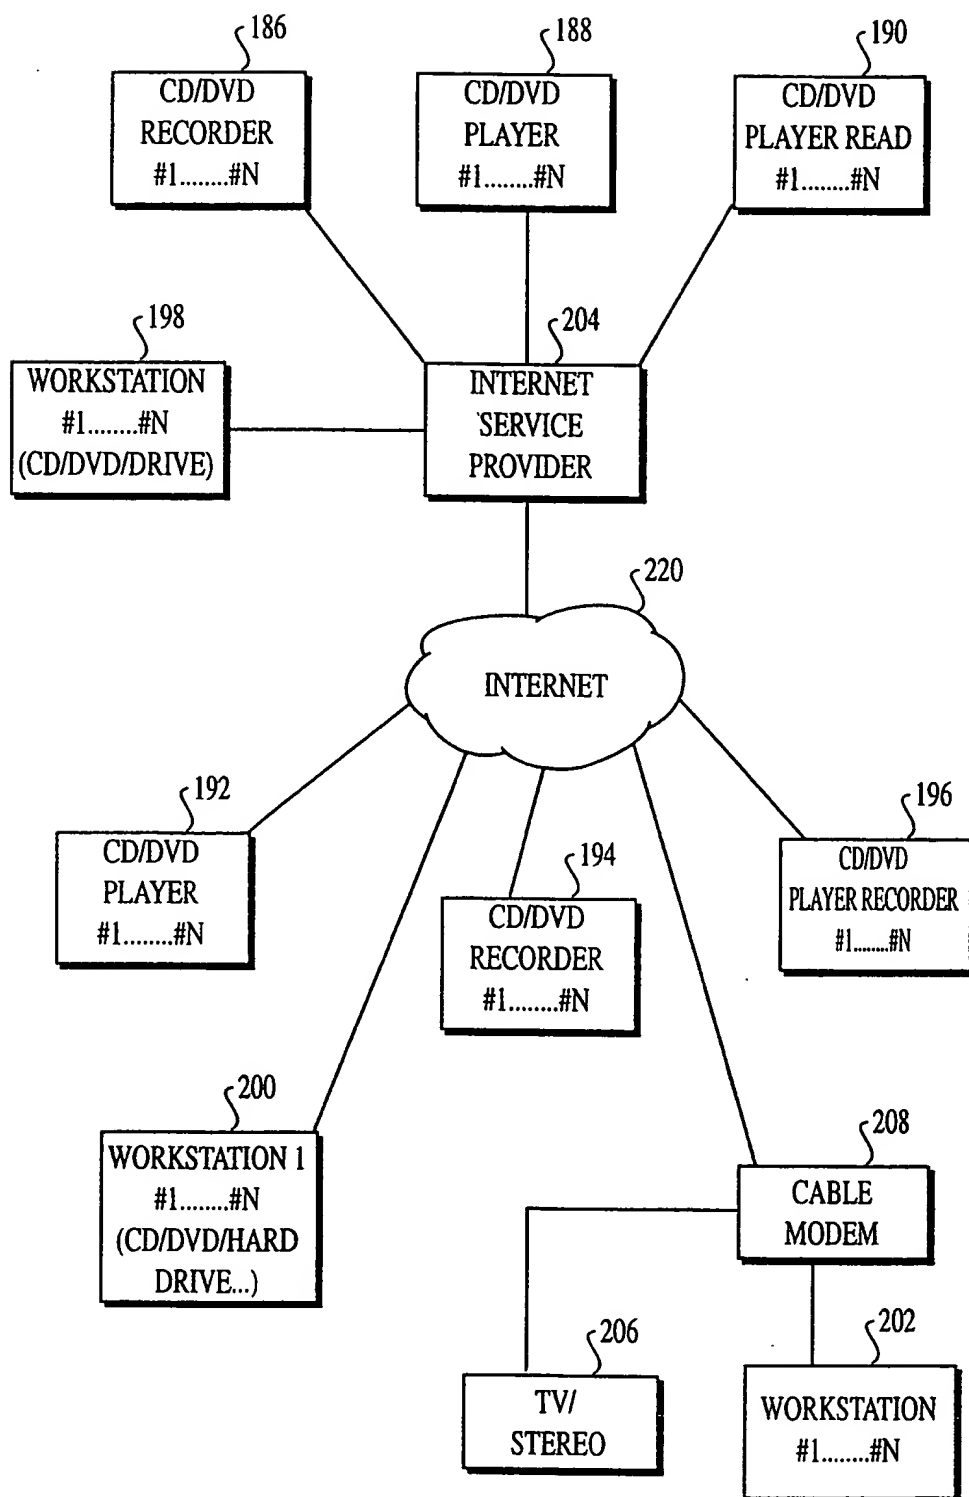 186
CD/DVD
RECORDER
#1........#N
188
CD/DVD
PLAYER
#1........#N
190
CD/DVD
PLAYER READ
#1........#N
198
WORKSTATION
#1........#N
(CD/DVD/DRIVE)
204
INTERNET
SERVICE
PROVIDER
220
INTERNET
192
CD/DVD
PLAYER
#1........#N
194
CD/DVD
RECORDER
#1........#N
196
CD/DVD
PLAYER RECORDER
#1........#N
200
WORKSTATION 1
#1........#N
(CD/DVD/HARD
DRIVE...)
208
CABLE
MODEM
206
TV/
STEREO
202
WORKSTATION
#1........#N